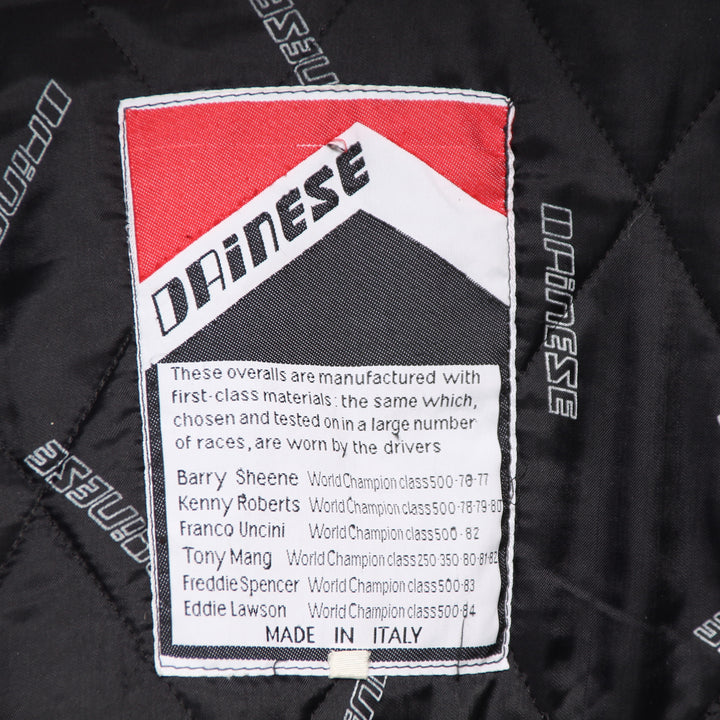 DAiNESE
These overalls are manufactured with
first-class materials: the same which,
chosen and tested on in a large number
of races, are worn by the drivers
Barry Sheene World Champion class 500-76-77
Kenny Roberts World Champion class 500-78-79-80
Franco Uncini World Champion class 500-82
Tony Mang World Champion class 250-350-80-81-82
Freddie Spencer World Champion class 500-83
Eddie Lawson World Champion class 500-84
MADE IN ITALY
DAiNESE